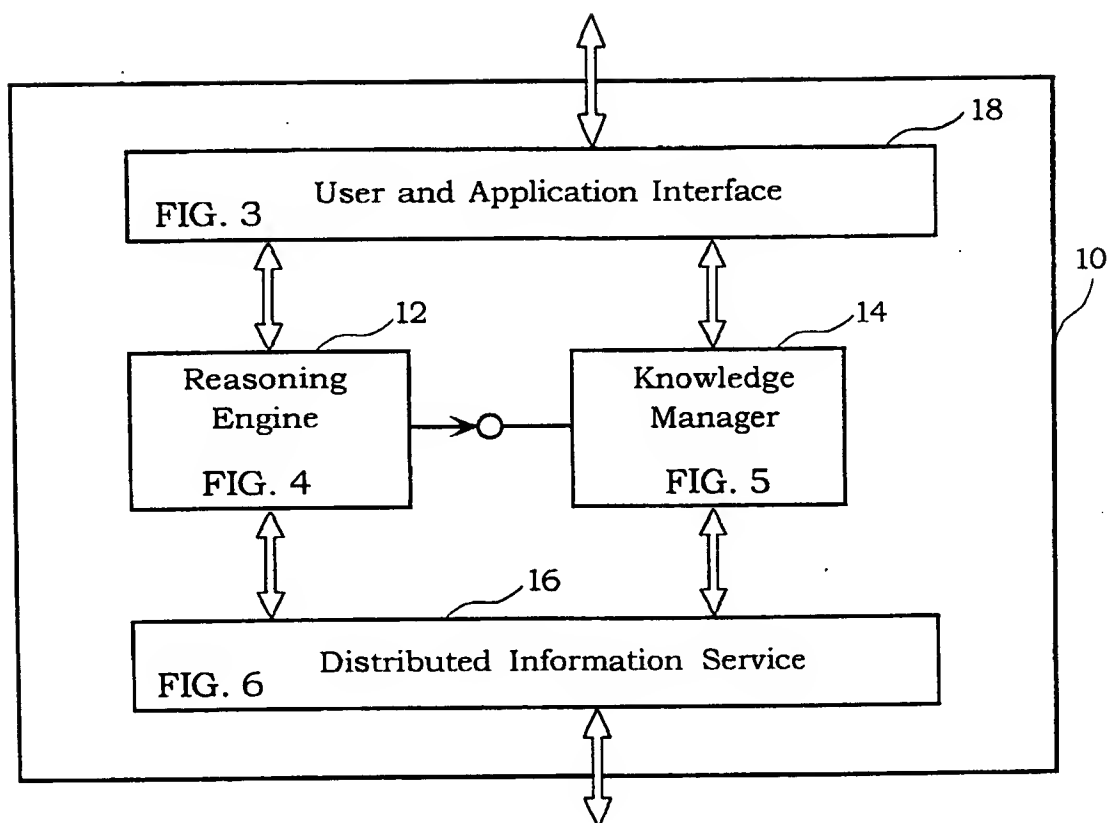 18
User and Application Interface
FIG. 3
10
12
14
Reasoning
Engine
FIG. 4
Knowledge
Manager
FIG. 5
16
Distributed Information Service
FIG. 6